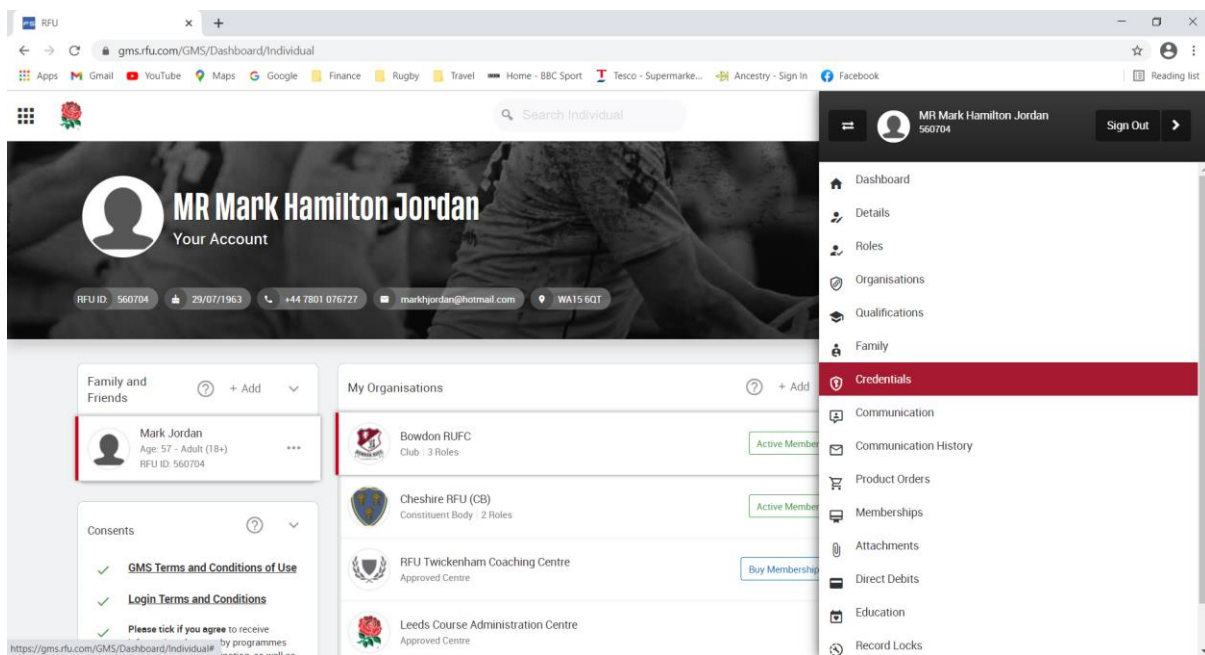 RFU
gms.rfu.com/GMS/Dashboard/Individual
Apps Gmail YouTube Maps Google Finance Rugby Travel Home - BBC Sport Tesco - Supermarke... Ancestry - Sign In Facebook Reading list
Search Individual
MR Mark Hamilton Jordan
560704
Sign Out
MR Mark Hamilton Jordan
Your Account
RFU ID: 560704 29/07/1963 +44 7801 076727 markhjordan@hotmail.com WA15 6QT
Family and Friends
+ Add
Mark Jordan
Age: 57 - Adult (18+)
RFU ID: 560704
Consents
GMS Terms and Conditions of Use
Login Terms and Conditions
Please tick if you agree to receive
by programmes
as well as
My Organisations
+ Add
Bowdon RUFC
Club 3 Roles
Active Member
Cheshire RFU (CB)
Constituent Body 2 Roles
Active Member
RFU Twickenham Coaching Centre
Approved Centre
Buy Membership
Leeds Course Administration Centre
Approved Centre
Dashboard
Details
Roles
Organisations
Qualifications
Family
Credentials
Communication
Communication History
Product Orders
Memberships
Attachments
Direct Debits
Education
Record Locks
https://gms.rfu.com/GMS/Dashboard/Individual#